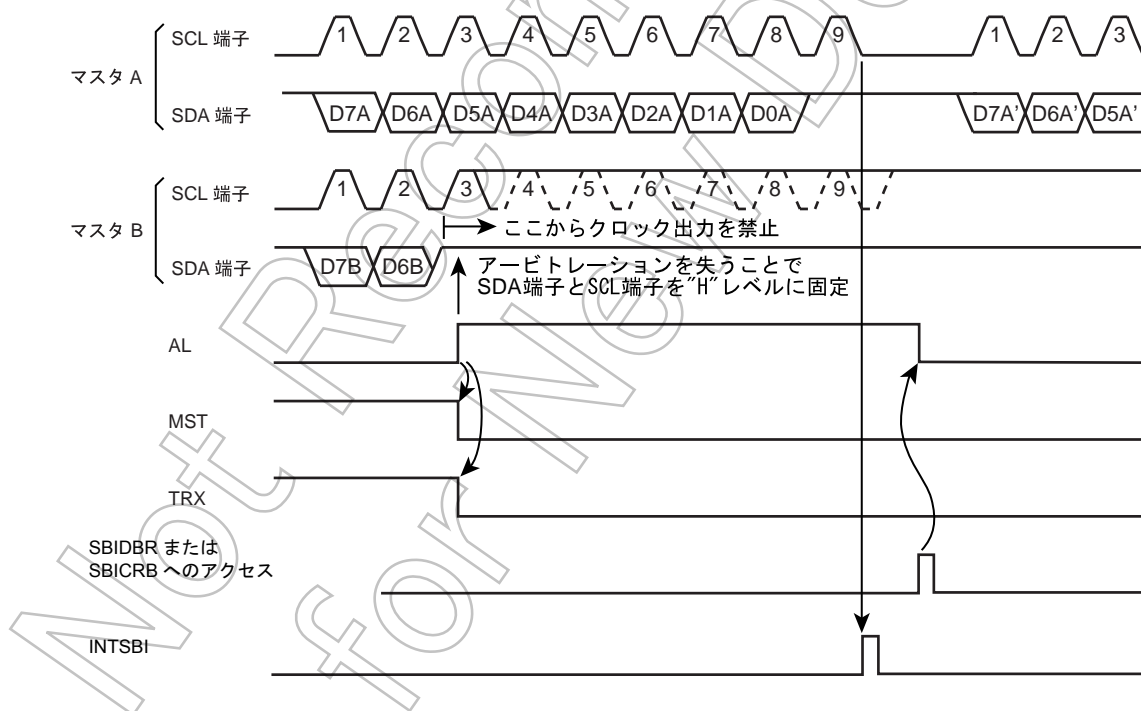 マスタ A
SCL 端子 1 2 3 4 5 6 7 8 9 1 2 3
SDA 端子 D7A D6A D5A D4A D3A D2A D1A D0A D7A' D6A' D5A'
マスタ B
SCL 端子 1 2 3 4 5 6 7 8 9
ここからクロック出力を禁止
SDA 端子 D7B D6B
アービトレーションを失うことで
SDA端子とSCL端子を"H"レベルに固定
AL
MST
TRX
SBIDBR または
SBICRB へのアクセス
INTSBI
Not Recom
for New De